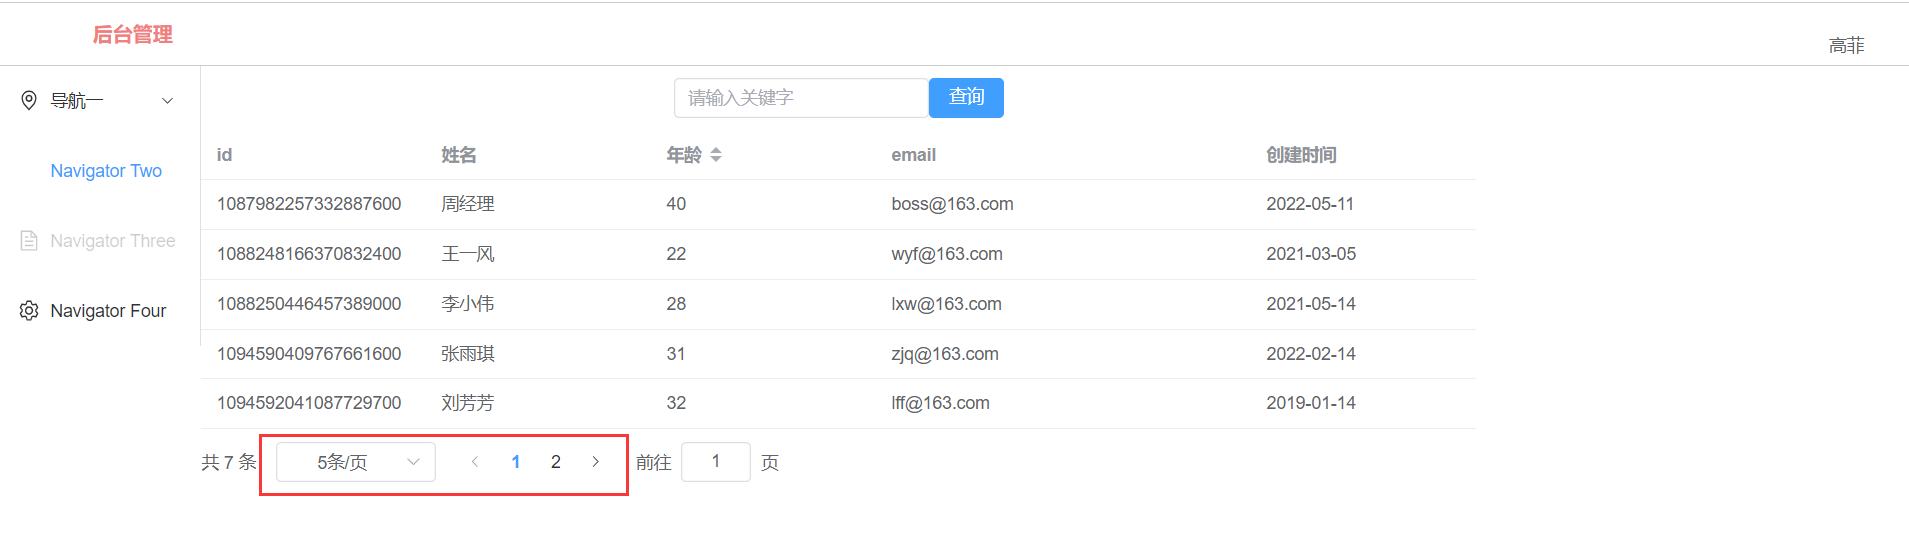 后台管理
高菲
导航一
Navigator Two
Navigator Three
Navigator Four
请输入关键字 查询
id 姓名 年龄 email 创建时间
1087982257332887600 周经理 40 boss@163.com 2022-05-11
1088248166370832400 王一风 22 wyf@163.com 2021-03-05
1088250446457389000 李小伟 28 lxw@163.com 2021-05-14
1094590409767661600 张雨琪 31 zjq@163.com 2022-02-14
1094592041087729700 刘芳芳 32 lff@163.com 2019-01-14
共 7 条 5条/页 1 2 前往 1 页